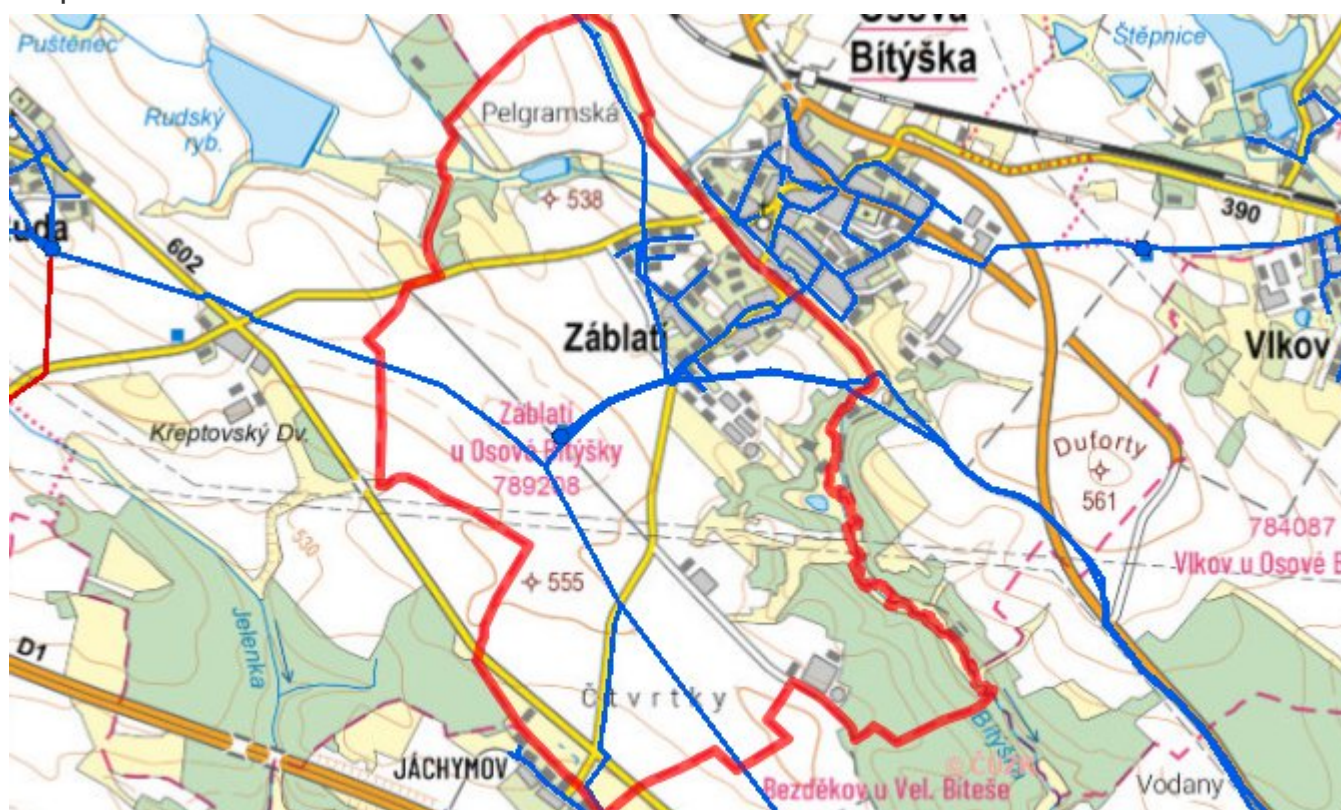 Osová
Bítýška
Puštěnec
Štěpnice
Rudský
ryb.
Pelgramská
538
390
602
Záblatí
Vlkov
Křeptovský Dv.
Záblatí
u Osové Bítýšky
789208
Duforty
561
784087
Vlkov u Osové B
530
555
Jelenka
D1
Čtvrtky
Bítýška
© ČÚZK
JÁCHYMOV
Bezděkov u Vel. Bíteše
Vodany